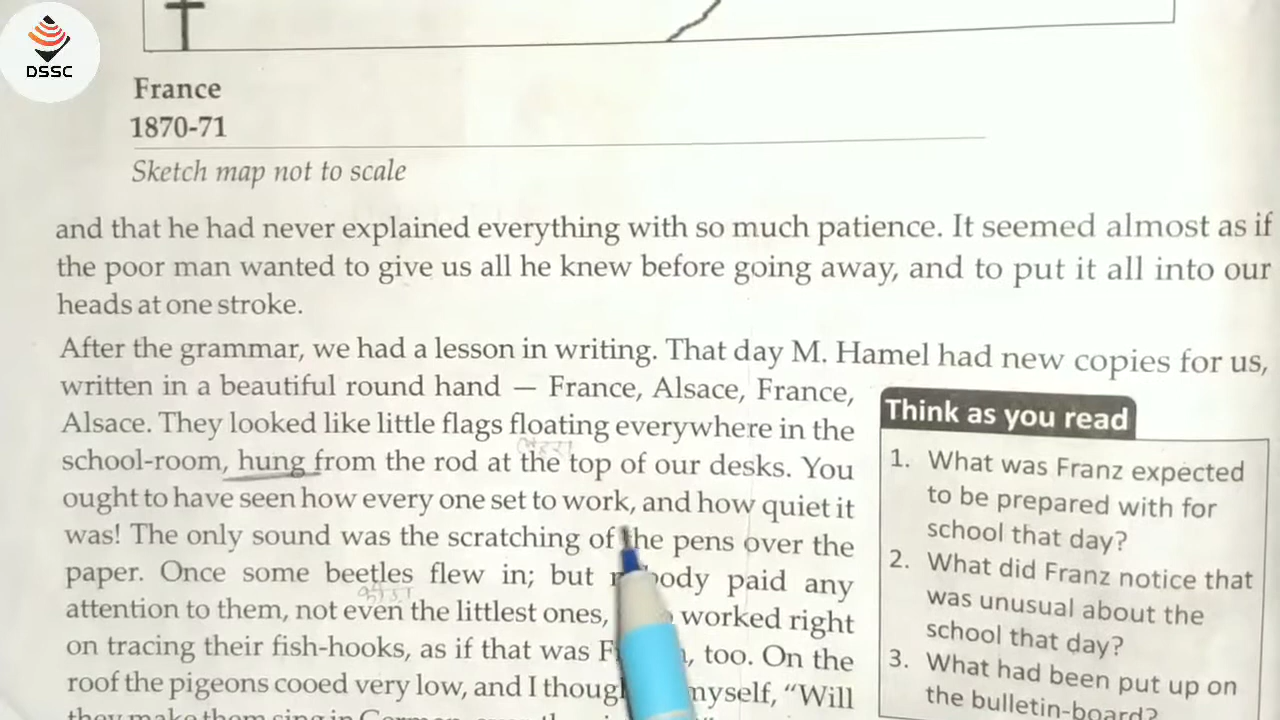 DSSC
France
1870-71
Sketch map not to scale
and that he had never explained everything with so much patience. It seemed almost as if
the poor man wanted to give us all he knew before going away, and to put it all into our
heads at one stroke.
After the grammar, we had a lesson in writing. That day M. Hamel had new copies for us,
written in a beautiful round hand — France, Alsace, France,
Alsace. They looked like little flags floating everywhere in the
school-room, hung from the rod at the top of our desks. You
ought to have seen how every one set to work, and how quiet it
was! The only sound was the scratching of the pens over the
paper. Once some beetles flew in; but body paid any
attention to them, not even the littlest ones, worked right
on tracing their fish-hooks, as if that was F , too. On the
roof the pigeons cooed very low, and I though myself, "Will
they make them sing in German,
Think as you read
1. What was Franz expected
to be prepared with for
school that day?
2. What did Franz notice that
was unusual about the
school that day?
3. What had been put up on
the bulletin-board?